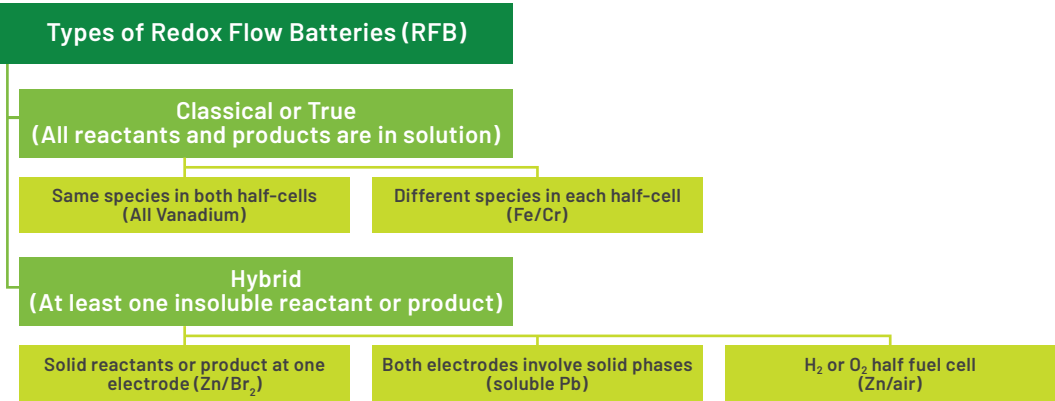 Types of Redox Flow Batteries (RFB)
Classical or True
(All reactants and products are in solution)
Same species in both half-cells
(All Vanadium)
Different species in each half-cell
(Fe/Cr)
Hybrid
(At least one insoluble reactant or product)
Solid reactants or product at one
electrode (Zn/Br₂)
Both electrodes involve solid phases
(soluble Pb)
H₂ or O₂ half fuel cell
(Zn/air)